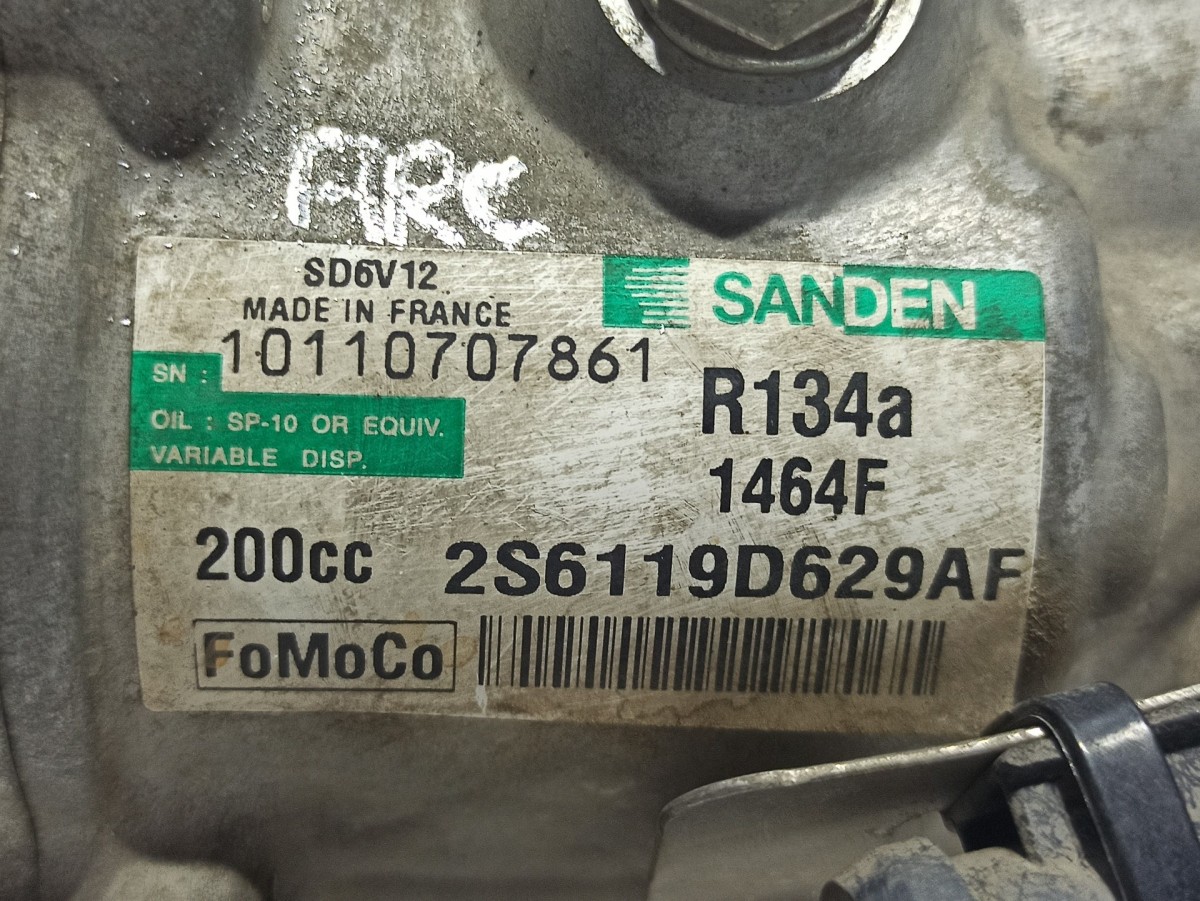 ARC
SD6V12
MADE IN FRANCE
SANDEN
SN : 10110707861
OIL : SP-10 OR EQUIV.
VARIABLE DISP.
R134a
1464F
200cc 2S6119D629AF
FoMoCo